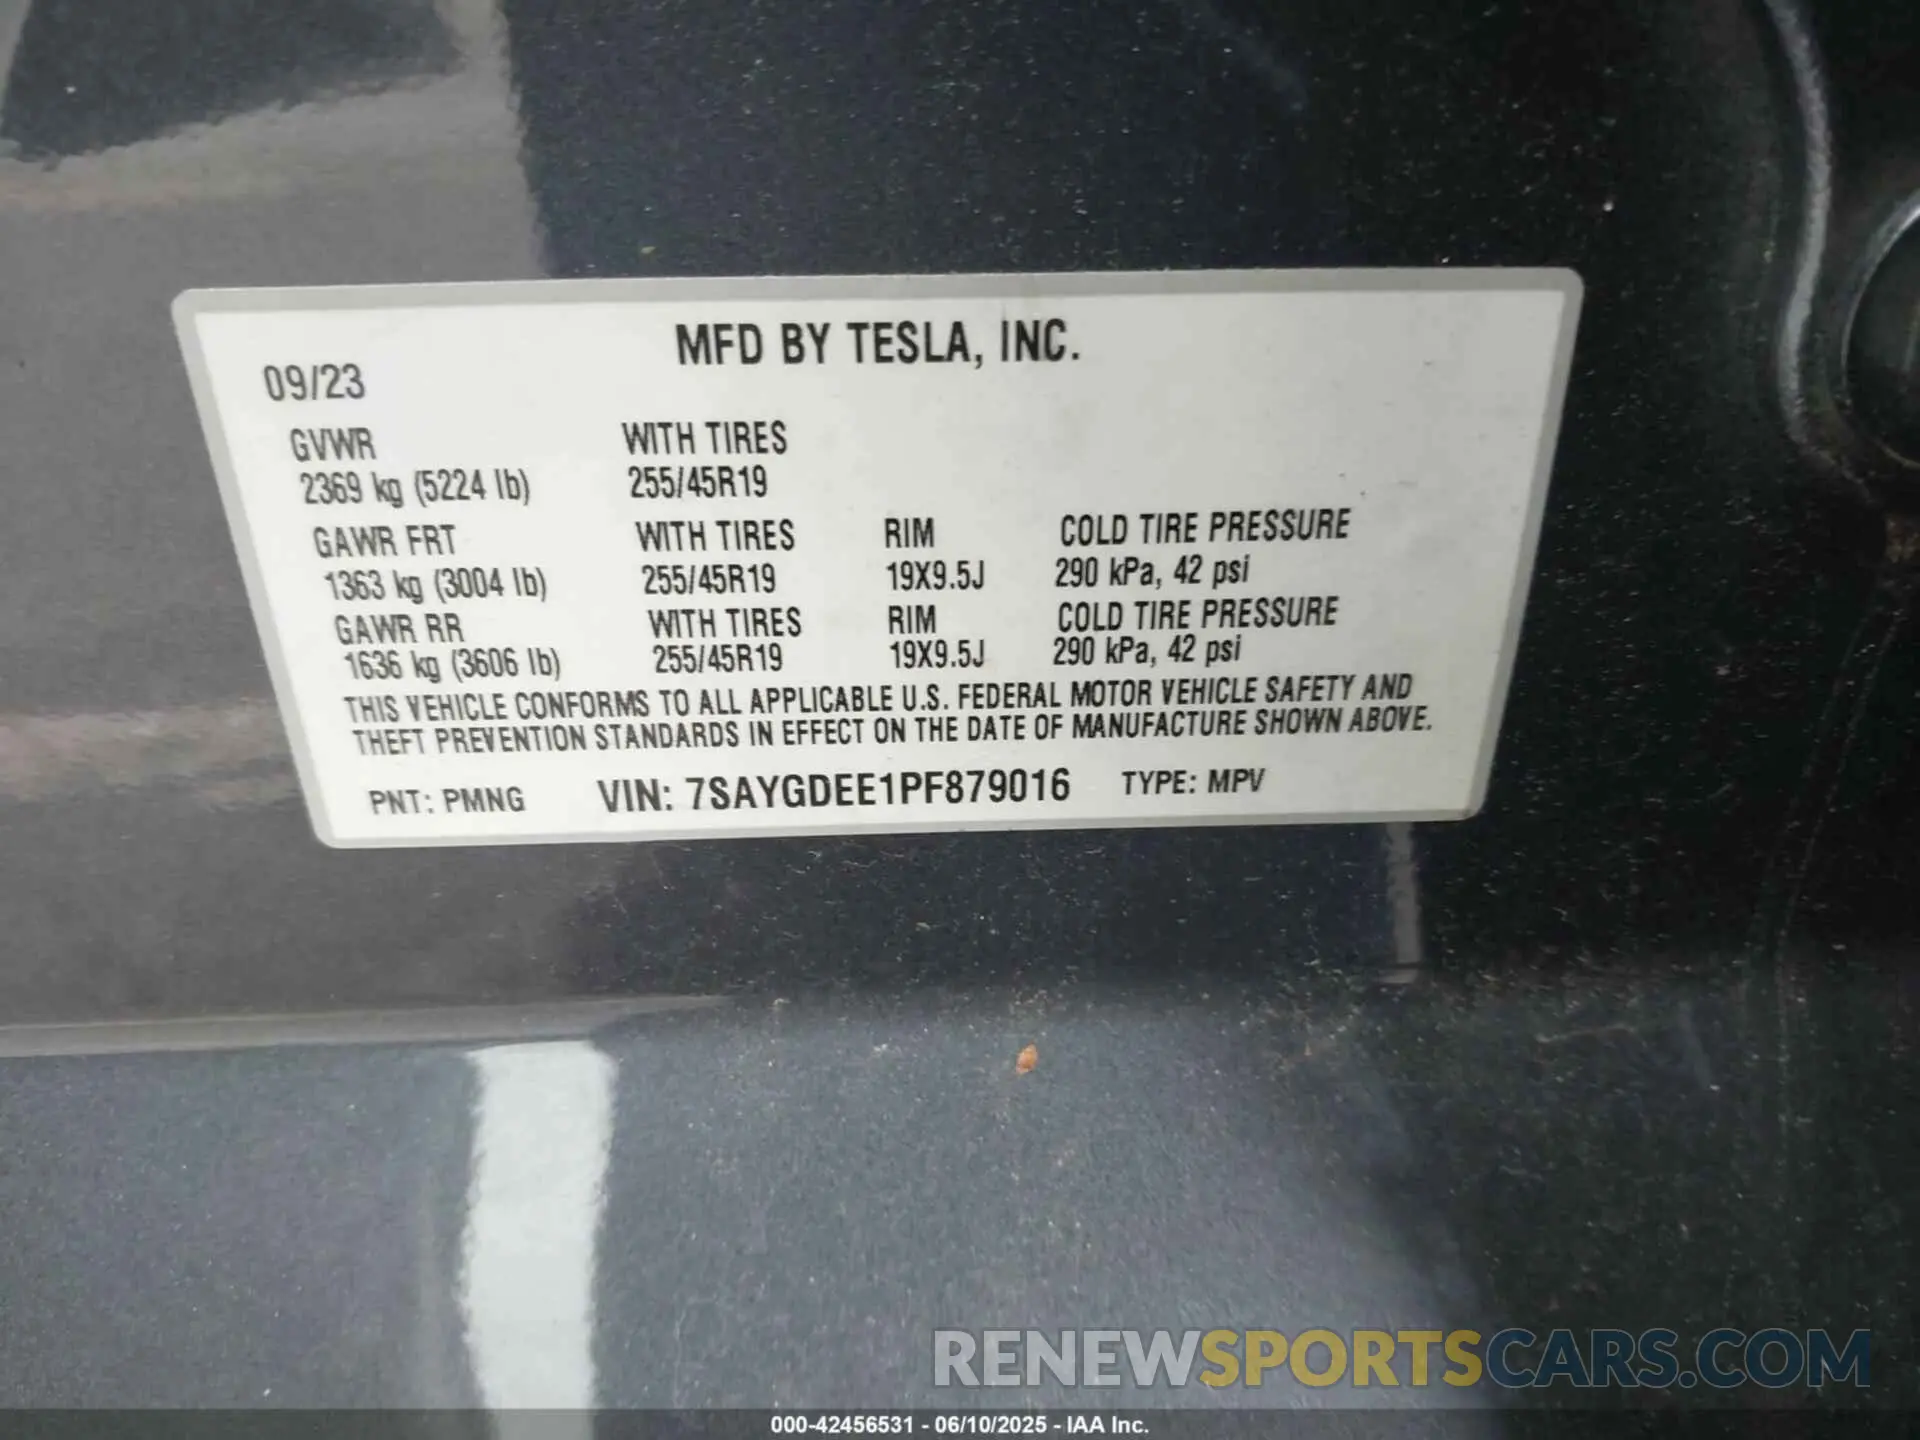 MFD BY TESLA, INC.
09/23
GVWR WITH TIRES
2369 kg (5224 lb) 255/45R19
GAWR FRT WITH TIRES RIM COLD TIRE PRESSURE
1363 kg (3004 lb) 255/45R19 19X9.5J 290 kPa, 42 psi
GAWR RR WITH TIRES RIM COLD TIRE PRESSURE
1636 kg (3606 lb) 255/45R19 19X9.5J 290 kPa, 42 psi
THIS VEHICLE CONFORMS TO ALL APPLICABLE U.S. FEDERAL MOTOR VEHICLE SAFETY AND
THEFT PREVENTION STANDARDS IN EFFECT ON THE DATE OF MANUFACTURE SHOWN ABOVE.
PNT: PMNG VIN: 7SAYGDEE1PF879016 TYPE: MPV
RENEWSPORTSCARS.COM
000-42456531 - 06/10/2025 - IAA Inc.